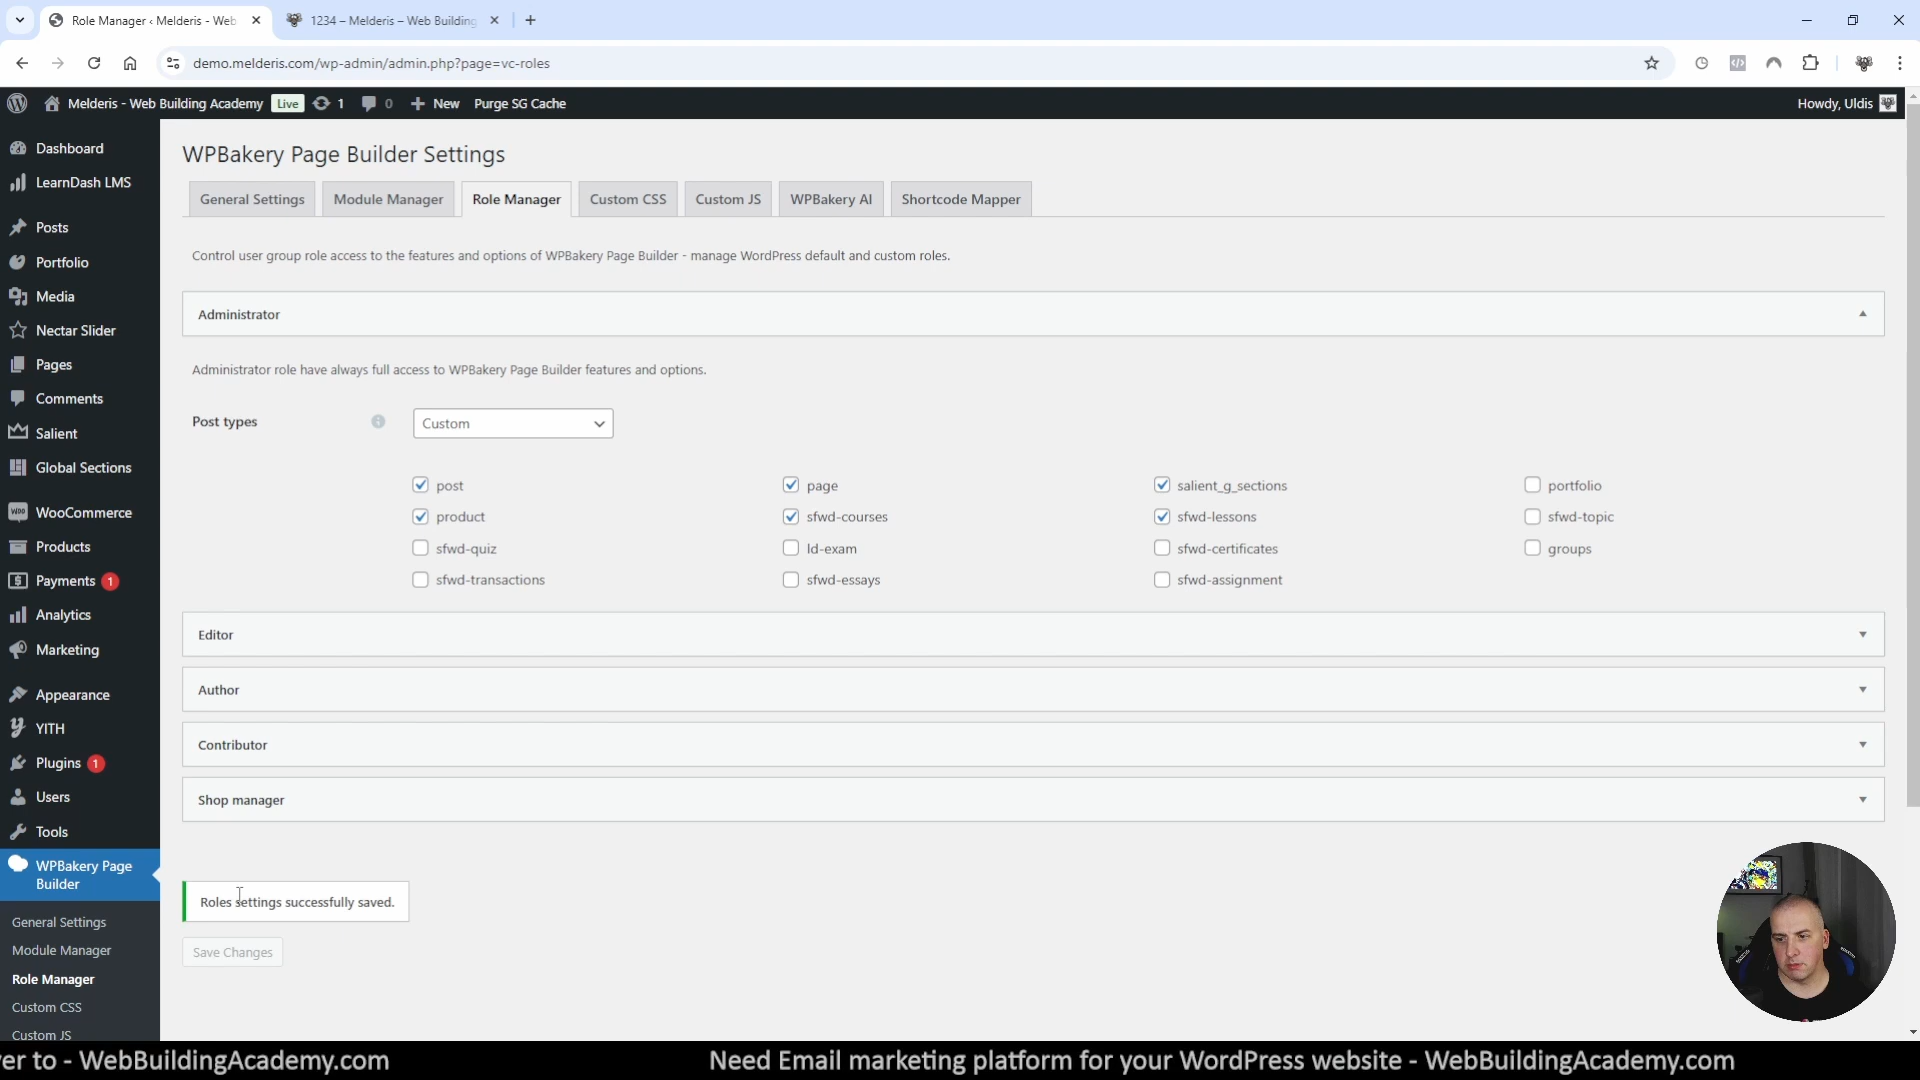 Role Manager ‹ Melderis - Web
1234 – Melderis – Web Building
demo.melderis.com/wp-admin/admin.php?page=vc-roles
Melderis - Web Building Academy Live 1 0 New Purge SG Cache
Howdy, Uldis
Dashboard
LearnDash LMS
Posts
Portfolio
Media
Nectar Slider
Pages
Comments
Salient
Global Sections
WooCommerce
Products
Payments 1
Analytics
Marketing
Appearance
YITH
Plugins 1
Users
Tools
WPBakery Page
Builder
General Settings
Module Manager
Role Manager
Custom CSS
Custom JS
WPBakery Page Builder Settings
General Settings Module Manager Role Manager Custom CSS Custom JS WPBakery AI Shortcode Mapper
Control user group role access to the features and options of WPBakery Page Builder - manage WordPress default and custom roles.
Administrator
Administrator role have always full access to WPBakery Page Builder features and options.
Post types Custom
post page salient_g_sections portfolio
product sfwd-courses sfwd-lessons sfwd-topic
sfwd-quiz ld-exam sfwd-certificates groups
sfwd-transactions sfwd-essays sfwd-assignment
Editor
Author
Contributor
Shop manager
Roles settings successfully saved.
Save Changes
er to - WebBuildingAcademy.com Need Email marketing platform for your WordPress website - WebBuildingAcademy.com